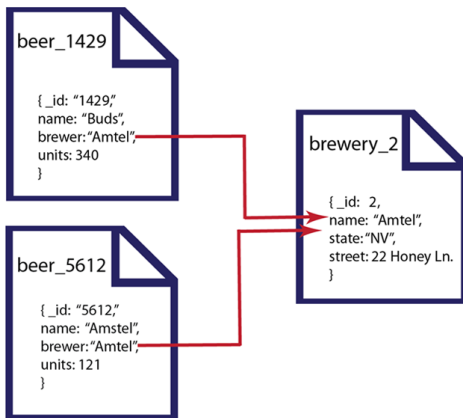 beer_1429
{ _id: "1429,"
name: "Buds",
brewer: "Amtel",
units: 340
}
brewery_2
{ _id: 2,
name: "Amtel",
state: "NV",
street: 22 Honey Ln.
}
beer_5612
{ _id: "5612,"
name: "Amstel",
brewer: "Amtel",
units: 121
}